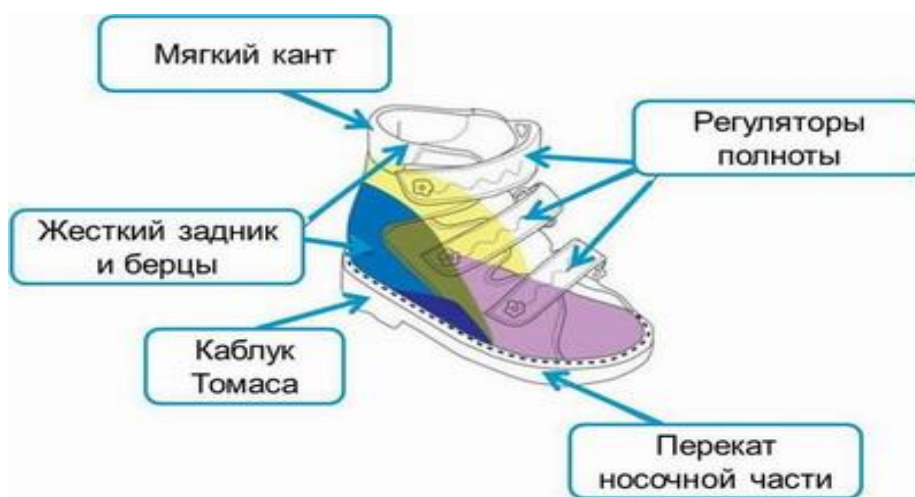 Мягкий кант
Регуляторы
полноты
Жесткий задник
и берцы
Каблук
Томаса
Перекат
носочной части